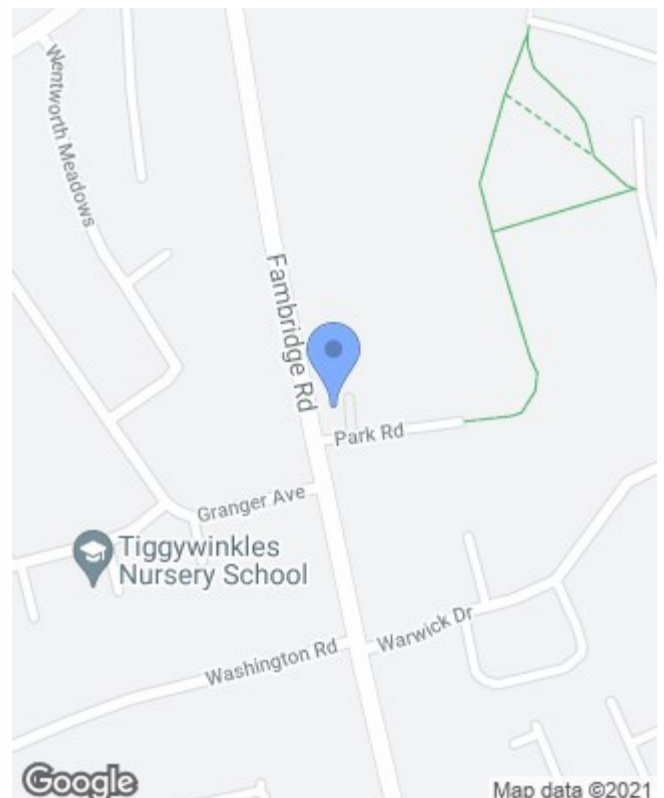 Wentworth Meadows
Fambridge Rd
Park Rd
Granger Ave
Tiggywinkles
Nursery School
Washington Rd
Warwick Dr
Google
Map data ©2021